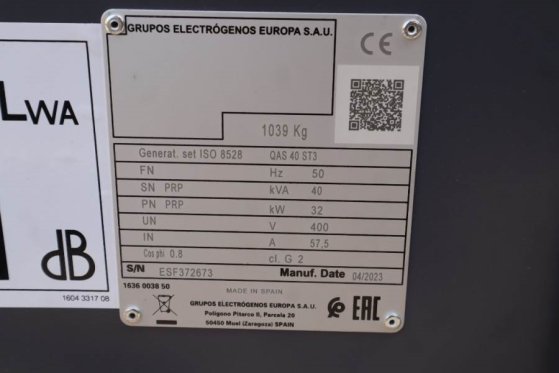 LWA
dB
1604 3317 08
GRUPOS ELECTRÓGENOS EUROPA S.A.U.
CE
1039 Kg
Generat. set ISO 8528 QAS 40 ST3
FN Hz 50
SN PRP kVA 40
PN PRP kW 32
UN V 400
IN A 57,5
Cos phi 0.8 cl. G 2
S/N ESF372673 Manuf. Date 04/2023
1636 0038 50
MADE IN SPAIN
GRUPOS ELECTRÓGENOS EUROPA S.A.U.
Polígono Pitarco II, Parcela 20
50450 Muel (Zaragoza) SPAIN
EAC